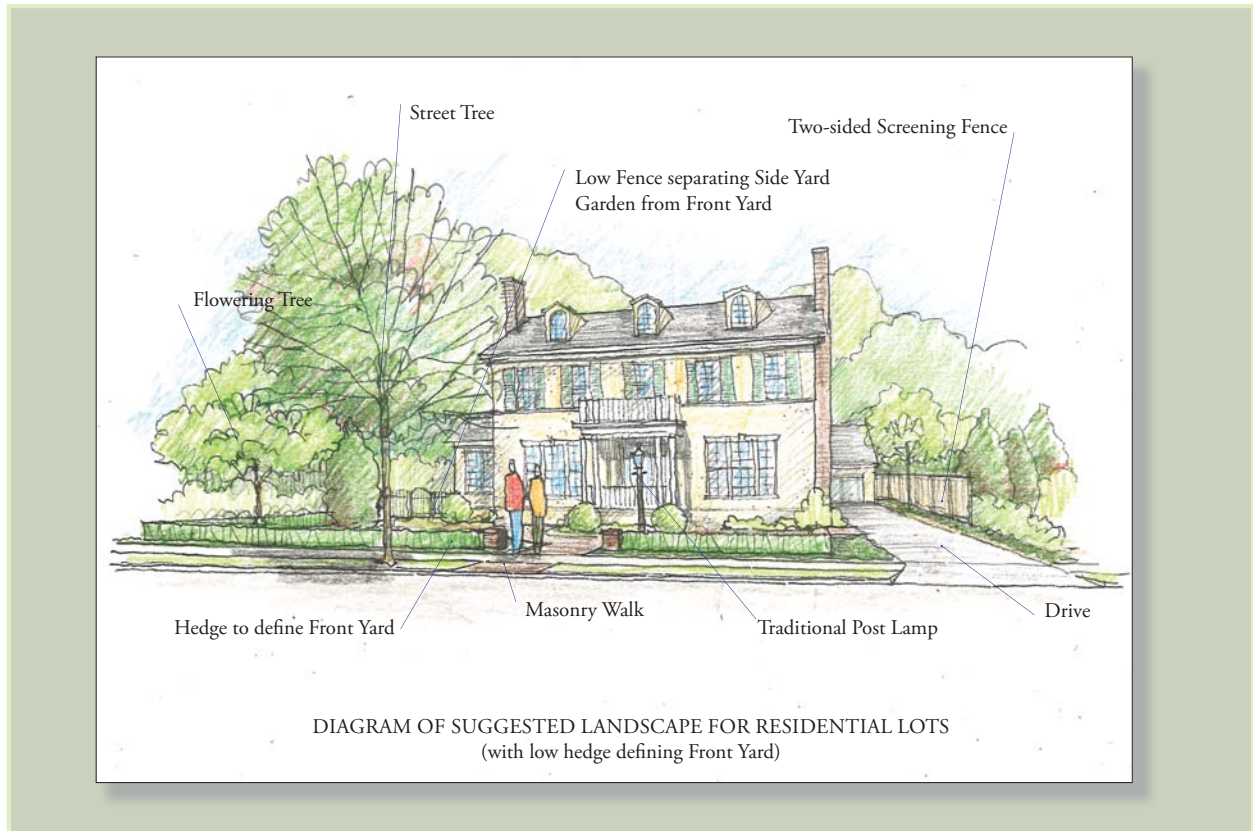 Street Tree
Two-sided Screening Fence
Low Fence separating Side Yard
Garden from Front Yard
Flowering Tree
Masonry Walk
Drive
Hedge to define Front Yard
Traditional Post Lamp
DIAGRAM OF SUGGESTED LANDSCAPE FOR RESIDENTIAL LOTS
(with low hedge defining Front Yard)